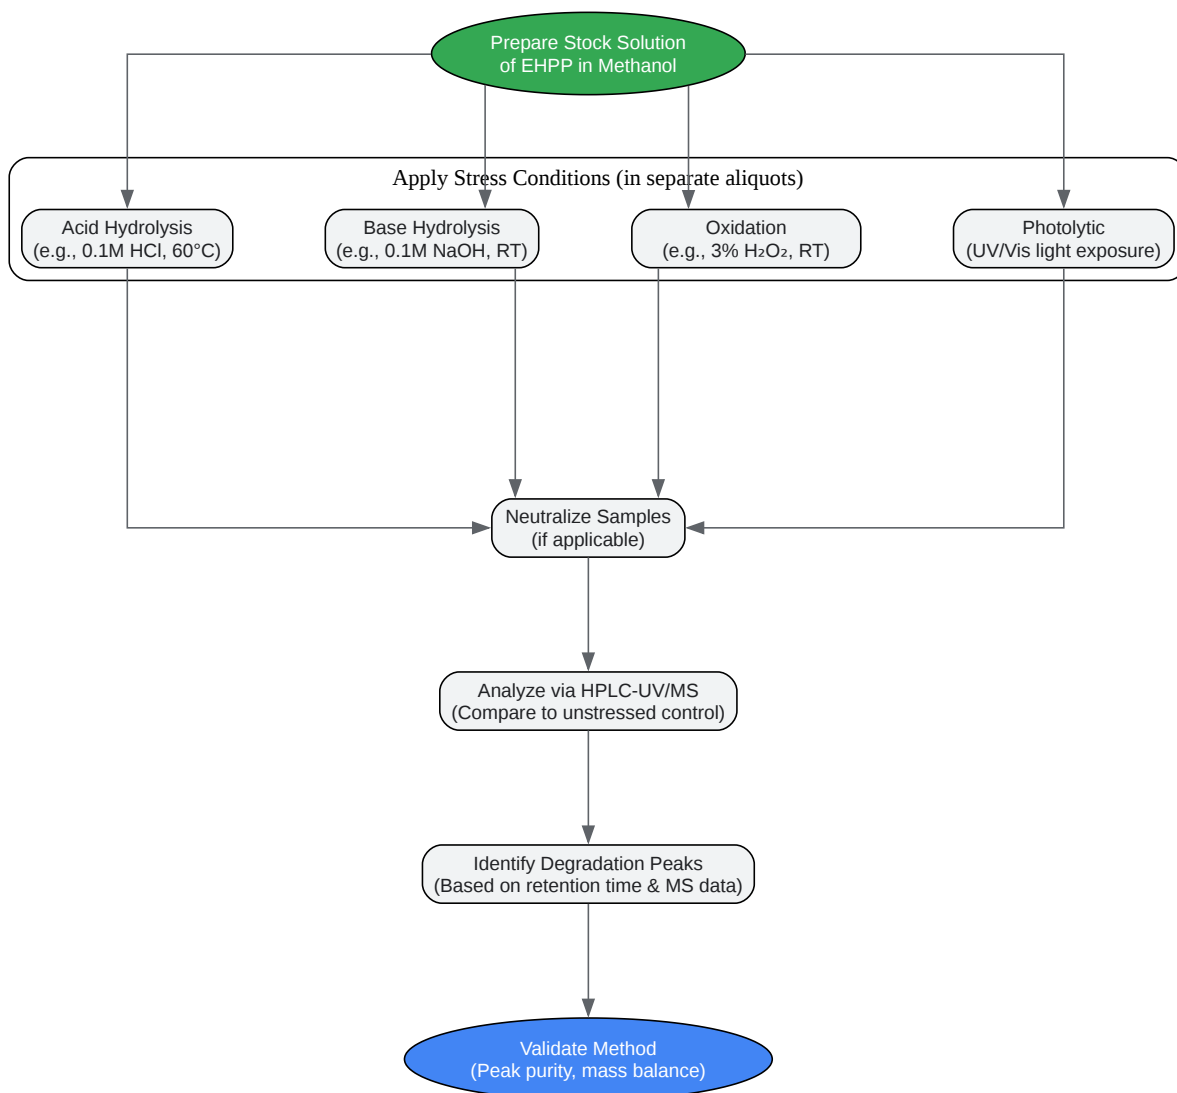 Prepare Stock Solution
of EHPP in Methanol
Apply Stress Conditions (in separate aliquots)
Acid Hydrolysis
(e.g., 0.1M HCl, 60°C)
Base Hydrolysis
(e.g., 0.1M NaOH, RT)
Oxidation
(e.g., 3% H₂O₂, RT)
Photolytic
(UV/Vis light exposure)
Neutralize Samples
(if applicable)
Analyze via HPLC-UV/MS
(Compare to unstressed control)
Identify Degradation Peaks
(Based on retention time & MS data)
Validate Method
(Peak purity, mass balance)